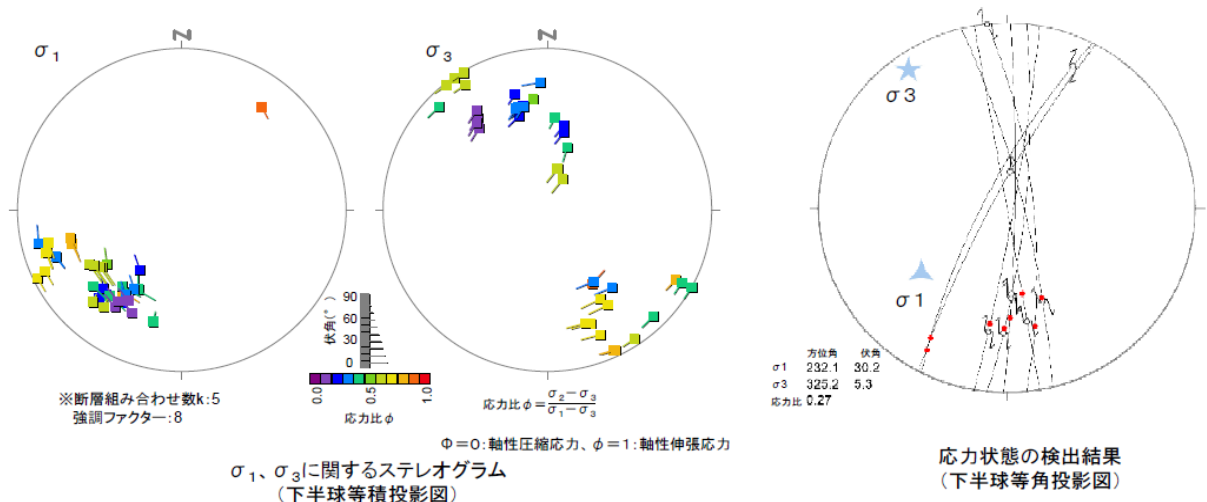 N
σ1
N
σ3
σ3
σ1
伏角(°)
90
60
30
0
0.0
0.5
1.0
応力比φ
※断層組み合わせ数k:5
強調ファクター:8
応力比φ=σ2-σ3/σ1-σ3
Φ=0:軸性圧縮応力、φ=1:軸性伸張応力
σ1、σ3に関するステレオグラム
(下半球等積投影図)
方位角 伏角
σ1 232.1 30.2
σ3 325.2 5.3
応力比 0.27
応力状態の検出結果
(下半球等角投影図)